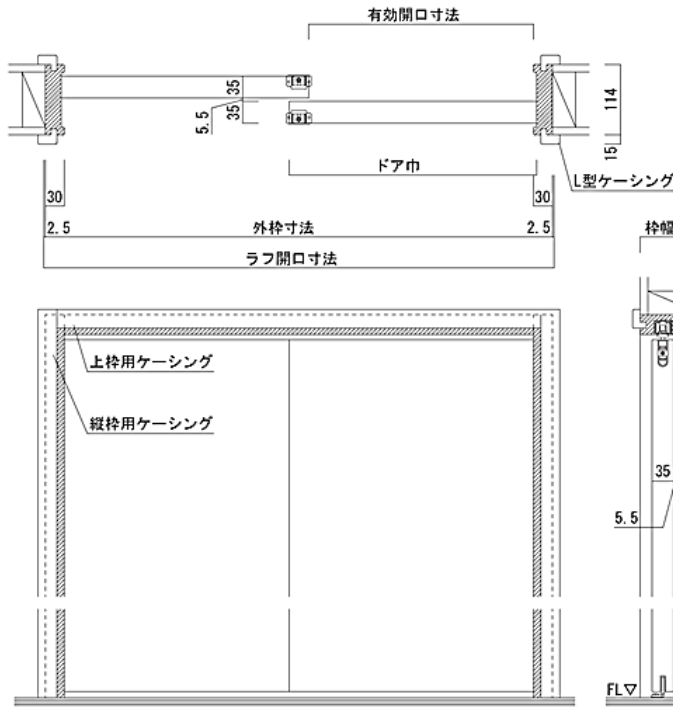 有効開口寸法
35
5.5
35
114
15
ドア巾
L型ケーシング
30
30
2.5
外枠寸法
2.5
枠幅
ラフ開口寸法
上枠用ケーシング
縦枠用ケーシング
35
5.5
FL▽